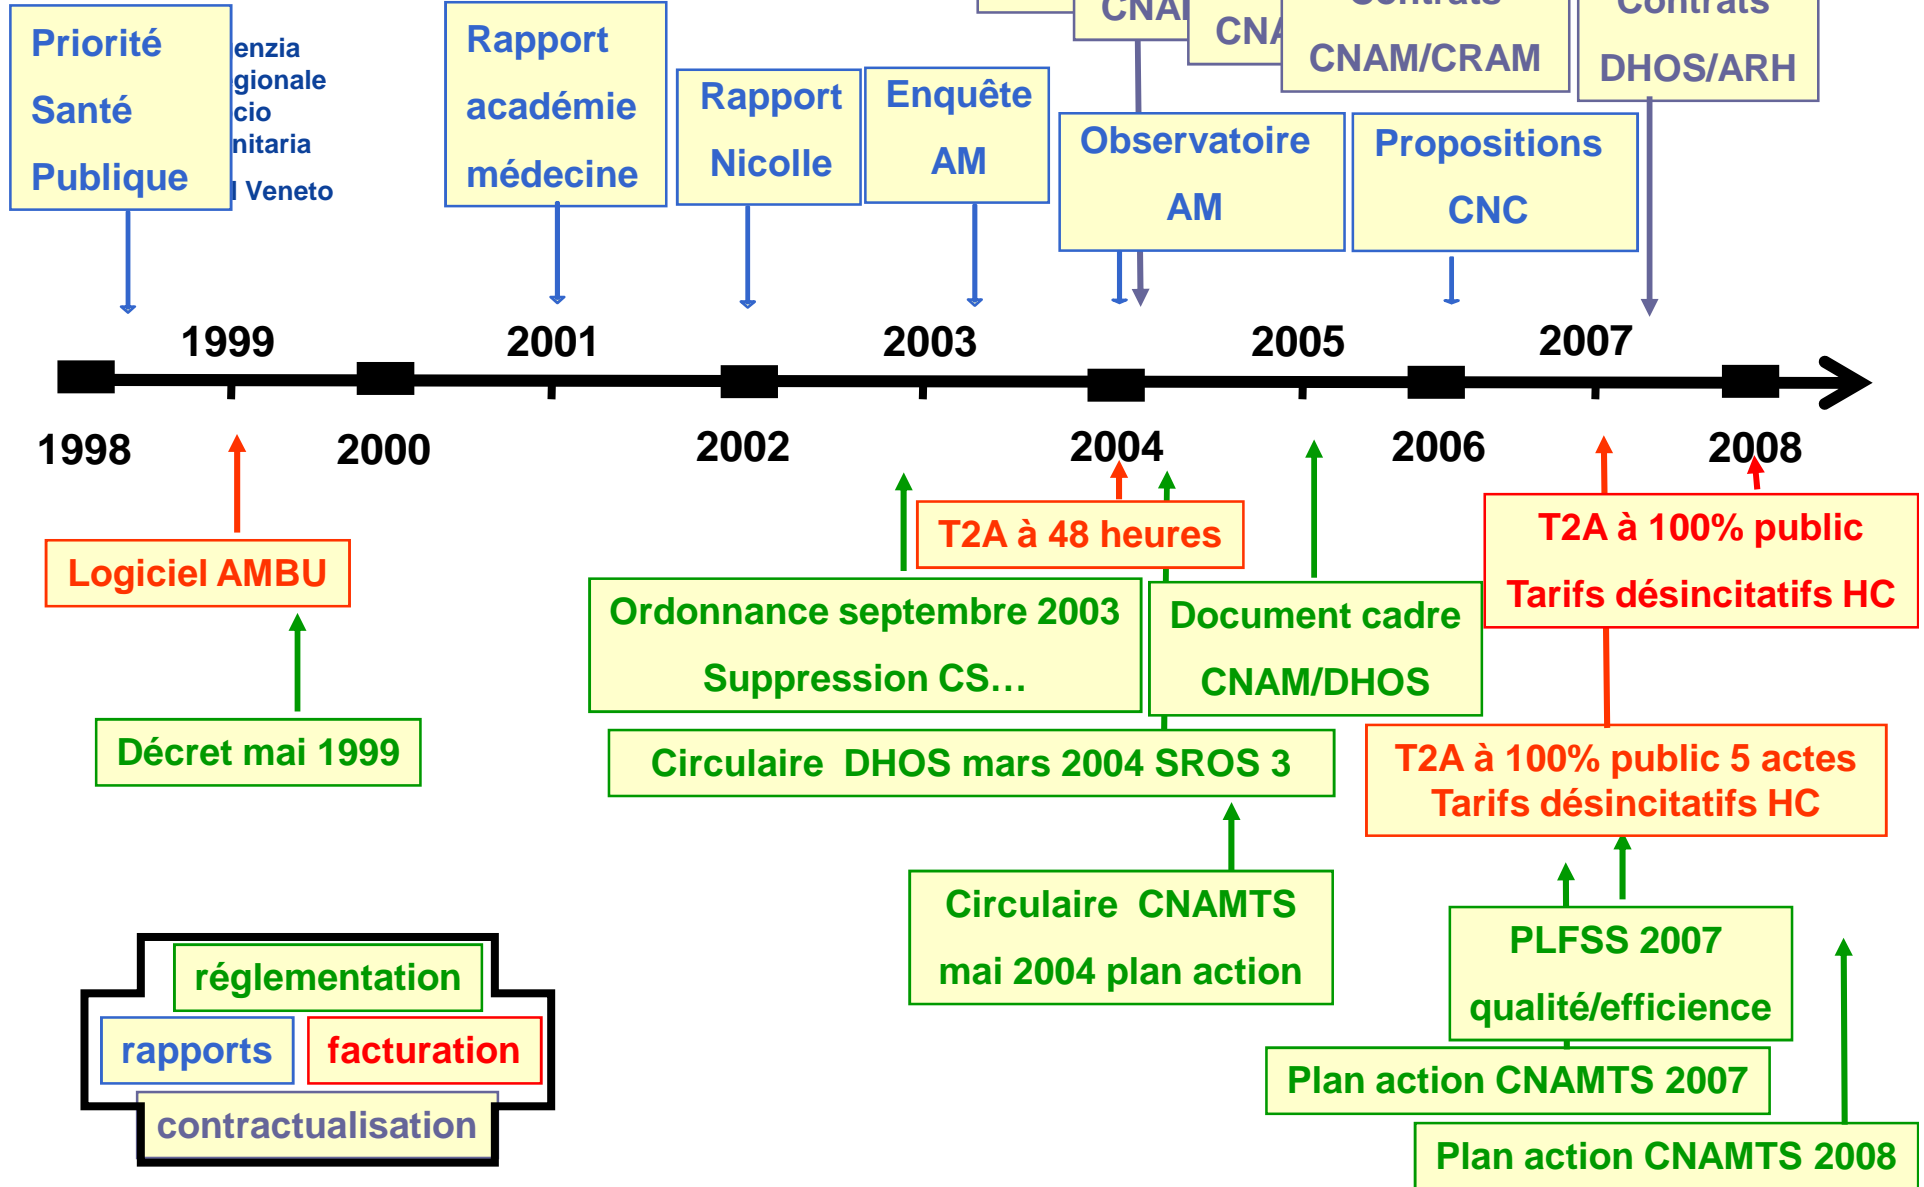 Priorité
Santé
Publique
enzia
gionale
cio
nitaria
Veneto
Rapport
académie
médecine
Rapport
Nicolle
Enquête
AM
Contrats
CNAM/CRAM
Contrats
DHOS/ARH
Observatoire
AM
Propositions
CNC
1999
2001
2003
2005
2007
1998
2000
2002
2004
2006
2008
Logiciel AMBU
Décret mai 1999
T2A à 48 heures
Ordonnance septembre 2003
Suppression CS…
Document cadre
CNAM/DHOS
T2A à 100% public
Tarifs désincitatifs HC
Circulaire DHOS mars 2004 SROS 3
T2A à 100% public 5 actes
Tarifs désincitatifs HC
Circulaire CNAMTS
mai 2004 plan action
PLFSS 2007
qualité/efficience
Plan action CNAMTS 2007
Plan action CNAMTS 2008
réglementation
rapports
facturation
contractualisation